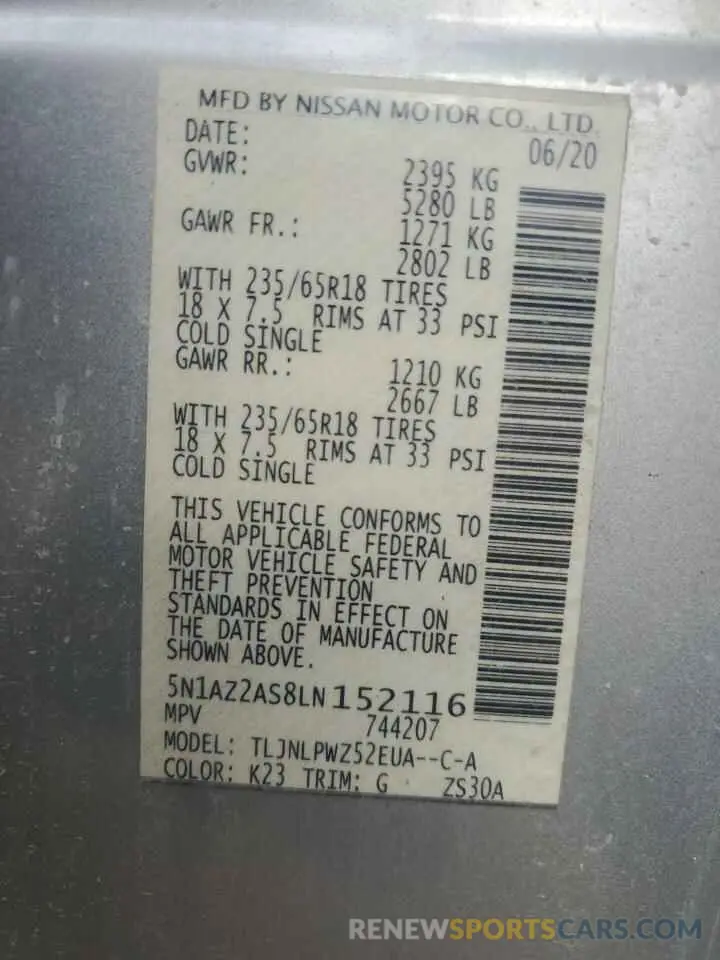 MFD BY NISSAN MOTOR CO., LTD.
DATE: 06/20
GVWR: 2395 KG
5280 LB
GAWR FR.: 1271 KG
2802 LB
WITH 235/65R18 TIRES
18 X 7.5 RIMS AT 33 PSI
COLD SINGLE
GAWR RR.: 1210 KG
2667 LB
WITH 235/65R18 TIRES
18 X 7.5 RIMS AT 33 PSI
COLD SINGLE
THIS VEHICLE CONFORMS TO
ALL APPLICABLE FEDERAL
MOTOR VEHICLE SAFETY AND
THEFT PREVENTION
STANDARDS IN EFFECT ON
THE DATE OF MANUFACTURE
SHOWN ABOVE.
5N1AZ2AS8LN152116
MPV 744207
MODEL: TLJNLPWZ52EUA--C-A
COLOR: K23 TRIM: G ZS30A
RENEWSPORTSCARS.COM